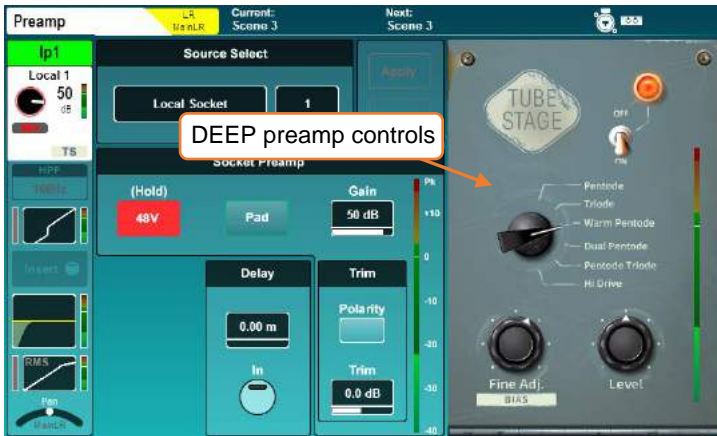 Preamp
LR
MainLR
Current:
Scene 3
Next:
Scene 3
Ip1
Local 1
50
dB
TS
HPF
Insert
RMS
Pan
MainLR
Source Select
Local Socket 1
Apply
DEEP preamp controls
Socket Preamp
(Hold)
48V
Pad
Gain
50 dB
Delay
0.00 m
In
Trim
Polarity
Trim
0.0 dB
Pk
+10
0
-10
-20
-30
-40
TUBE
STAGE
OFF
ON
Pentode
Triode
Warm Pentode
Dual Pentode
Pentode Triode
Hi Drive
Fine Adj.
BIAS
Level